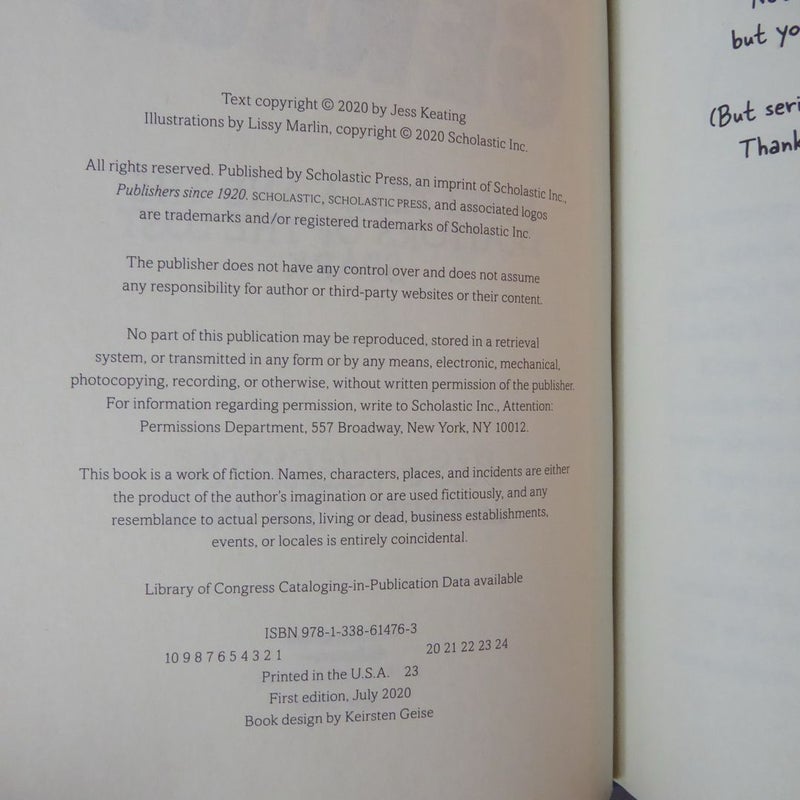 Text copyright © 2020 by Jess Keating
Illustrations by Lissy Marlin, copyright © 2020 Scholastic Inc.
All rights reserved. Published by Scholastic Press, an imprint of Scholastic Inc.,
Publishers since 1920. SCHOLASTIC, SCHOLASTIC PRESS, and associated logos
are trademarks and/or registered trademarks of Scholastic Inc.
The publisher does not have any control over and does not assume
any responsibility for author or third-party websites or their content.
No part of this publication may be reproduced, stored in a retrieval
system, or transmitted in any form or by any means, electronic, mechanical,
photocopying, recording, or otherwise, without written permission of the publisher.
For information regarding permission, write to Scholastic Inc., Attention:
Permissions Department, 557 Broadway, New York, NY 10012.
This book is a work of fiction. Names, characters, places, and incidents are either
the product of the author's imagination or are used fictitiously, and any
resemblance to actual persons, living or dead, business establishments,
events, or locales is entirely coincidental.
Library of Congress Cataloging-in-Publication Data available
ISBN 978-1-338-61476-3
10 9 8 7 6 5 4 3 2 1 20 21 22 23 24
Printed in the U.S.A. 23
First edition, July 2020
Book design by Keirsten Geise
but yo
(But seri
Thank